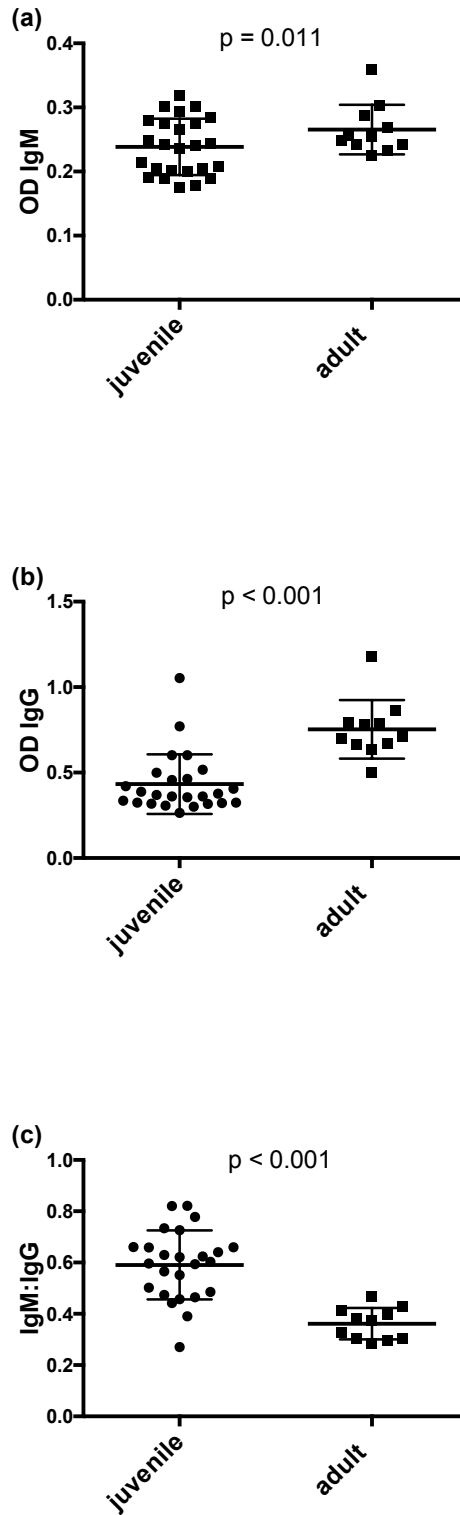 (a)
p = 0.011
0.4
0.3
0.2
0.1
0.0
OD IgM
juvenile
adult
(b)
p < 0.001
1.5
1.0
0.5
0.0
OD IgG
juvenile
adult
(c)
p < 0.001
1.0
0.8
0.6
0.4
0.2
0.0
IgM:IgG
juvenile
adult